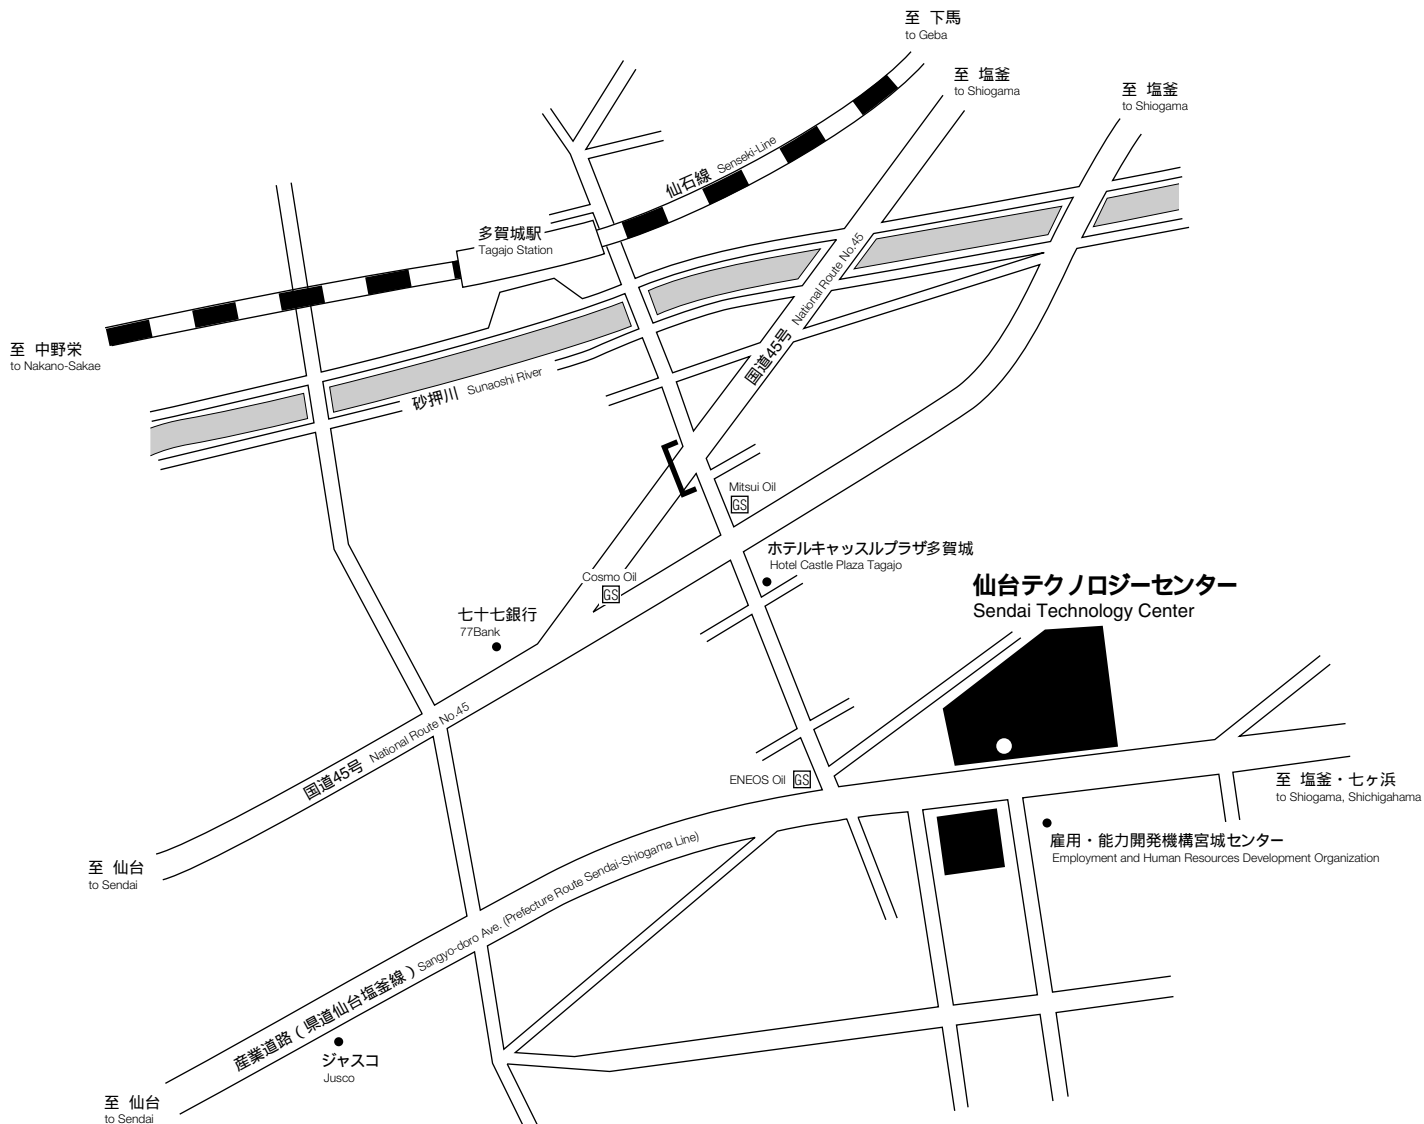 至 下馬
to Geba
至 塩釜
to Shiogama
至 塩釜
to Shiogama
仙石線 Senseki-Line
多賀城駅
Tagajo Station
至 中野栄
to Nakano-Sakae
国道45号 National Route No.45
砂押川 Sunaoshi River
Mitsui Oil
GS
ホテルキャッスルプラザ多賀城
Hotel Castle Plaza Tagajo
Cosmo Oil
GS
仙台テクノロジーセンター
Sendai Technology Center
七十七銀行
77Bank
国道45号 National Route No.45
ENEOS Oil GS
至 塩釜・七ヶ浜
to Shiogama, Shichigahama
雇用・能力開発機構宮城センター
Employment and Human Resources Development Organization
至 仙台
to Sendai
産業道路(県道仙台塩釜線) Sangyo-doro Ave. (Prefecture Route Sendai-Shiogama Line)
ジャスコ
Jusco
至 仙台
to Sendai